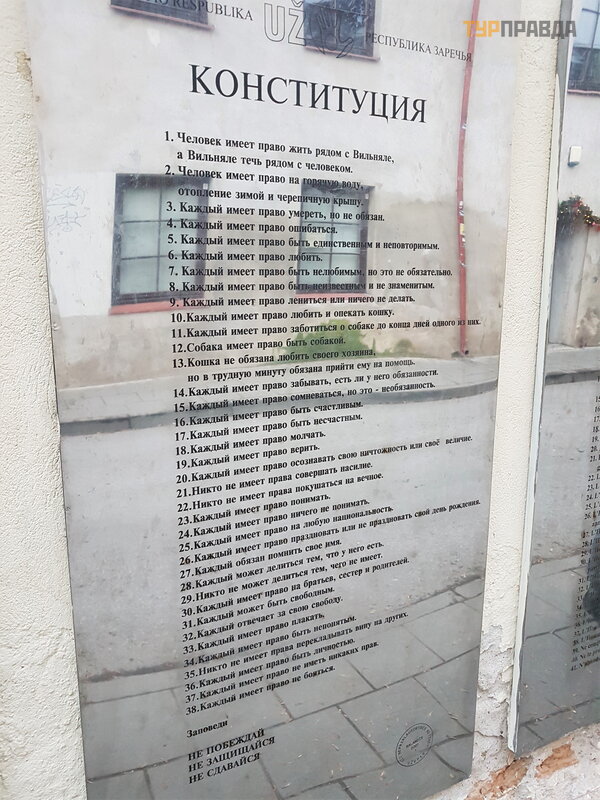 RESPUBLIKA
UŽ
РЕСПУБЛИКА ЗАРЕЧЬЯ
ТУРПРАВДА
КОНСТИТУЦИЯ
1. Человек имеет право жить рядом с Вильняле,
а Вильняле течь рядом с человеком.
2. Человек имеет право на горячую воду,
отопление зимой и черепичную крышу.
3. Каждый имеет право умереть, но не обязан.
4. Каждый имеет право ошибаться.
5. Каждый имеет право быть единственным и неповторимым.
6. Каждый имеет право любить.
7. Каждый имеет право быть нелюбимым, но это не обязательно.
8. Каждый имеет право быть неизвестным и не знаменитым.
9. Каждый имеет право лениться или ничего не делать.
10.Каждый имеет право любить и опекать кошку.
11.Каждый имеет право заботиться о собаке до конца дней одного из них.
12.Собака имеет право быть собакой.
13.Кошка не обязана любить своего хозяина,
но в трудную минуту обязана прийти ему на помощь.
14.Каждый имеет право забывать, есть ли у него обязанности.
15.Каждый имеет право сомневаться, но это - необязанность.
16.Каждый имеет право быть счастливым.
17.Каждый имеет право быть несчастным.
18.Каждый имеет право молчать.
19.Каждый имеет право верить.
20.Каждый имеет право осознавать свою ничтожность или своё величие.
21.Никто не имеет права совершать насилие.
22.Никто не имеет права покушаться на вечное.
23.Каждый имеет право понимать.
24.Каждый имеет право ничего не понимать.
25.Каждый имеет право на любую национальность.
26.Каждый имеет право праздновать или не праздновать свой день рождения.
27.Каждый обязан помнить свое имя.
28.Каждый может делиться тем, что у него есть.
29.Никто не может делиться тем, чего не имеет.
30.Каждый имеет право на братьев, сестер и родителей.
31.Каждый может быть свободным.
32.Каждый отвечает за свою свободу.
33.Каждый имеет право плакать.
34.Каждый имеет право быть непонятым.
35.Никто не имеет права перекладывать вину на других.
36.Каждый имеет право быть личностью.
37.Каждый имеет право не иметь никаких прав.
38.Каждый имеет право не бояться.
Заповеди
НЕ ПОБЕЖДАЙ
НЕ ЗАЩИЩАЙСЯ
НЕ СДАВАЙСЯ